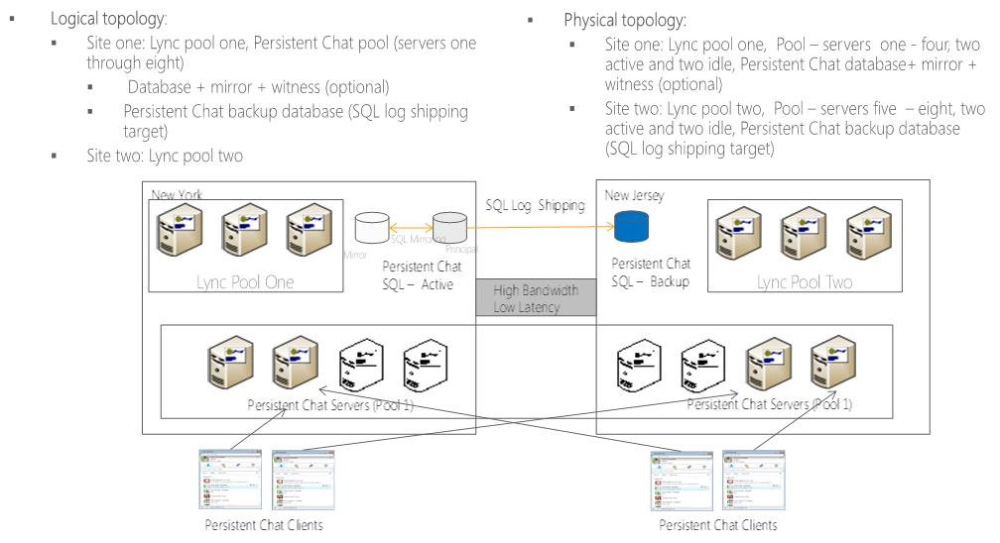 Logical topology:
Site one: Lync pool one, Persistent Chat pool (servers one
through eight)
Database + mirror + witness (optional)
Persistent Chat backup database (SQL log shipping
target)
Site two: Lync pool two
Physical topology:
Site one: Lync pool one, Pool – servers one - four, two
active and two idle, Persistent Chat database+ mirror +
witness (optional)
Site two: Lync pool two, Pool – servers five – eight, two
active and two idle, Persistent Chat backup database
(SQL log shipping target)
New York
Lync Pool One
Mirror
SQL Mirroring
Principal
Persistent Chat
SQL – Active
SQL Log Shipping
High Bandwidth
Low Latency
New Jersey
Persistent Chat
SQL – Backup
Lync Pool Two
Persistent Chat Servers (Pool 1)
Persistent Chat Servers (Pool 1)
Persistent Chat Clients
Persistent Chat Clients